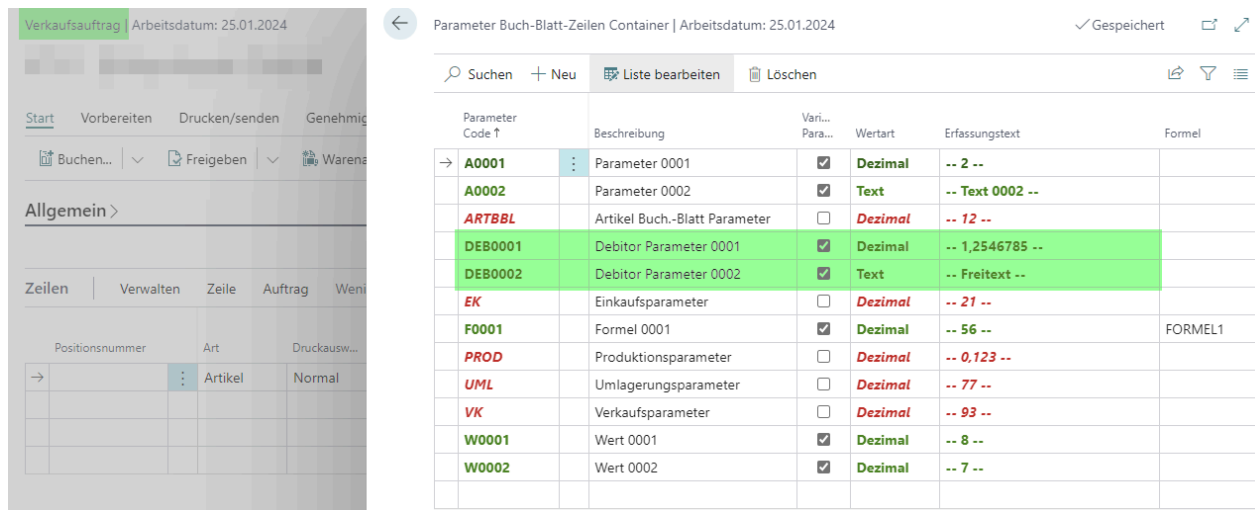 Verkaufsauftrag | Arbeitsdatum: 25.01.2024
Start Vorbereiten Drucken/senden Genehmig
Buchen... Freigeben Warena
Allgemein
Zeilen Verwalten Zeile Auftrag Weni
Positionsnummer Art Druckausw...
Artikel Normal
Parameter Buch-Blatt-Zeilen Container | Arbeitsdatum: 25.01.2024 Gespeichert
Suchen Neu Liste bearbeiten Löschen
Parameter Code Beschreibung Vari... Para... Wertart Erfassungstext Formel
A0001 Parameter 0001 Dezimal -- 2 --
A0002 Parameter 0002 Text -- Text 0002 --
ARTBBL Artikel Buch.-Blatt Parameter Dezimal -- 12 --
DEB0001 Debitor Parameter 0001 Dezimal -- 1,2546785 --
DEB0002 Debitor Parameter 0002 Text -- Freitext --
EK Einkaufsparameter Dezimal -- 21 --
F0001 Formel 0001 Dezimal -- 56 -- FORMEL1
PROD Produktionsparameter Dezimal -- 0,123 --
UML Umlagerungsparameter Dezimal -- 77 --
VK Verkaufsparameter Dezimal -- 93 --
W0001 Wert 0001 Dezimal -- 8 --
W0002 Wert 0002 Dezimal -- 7 --